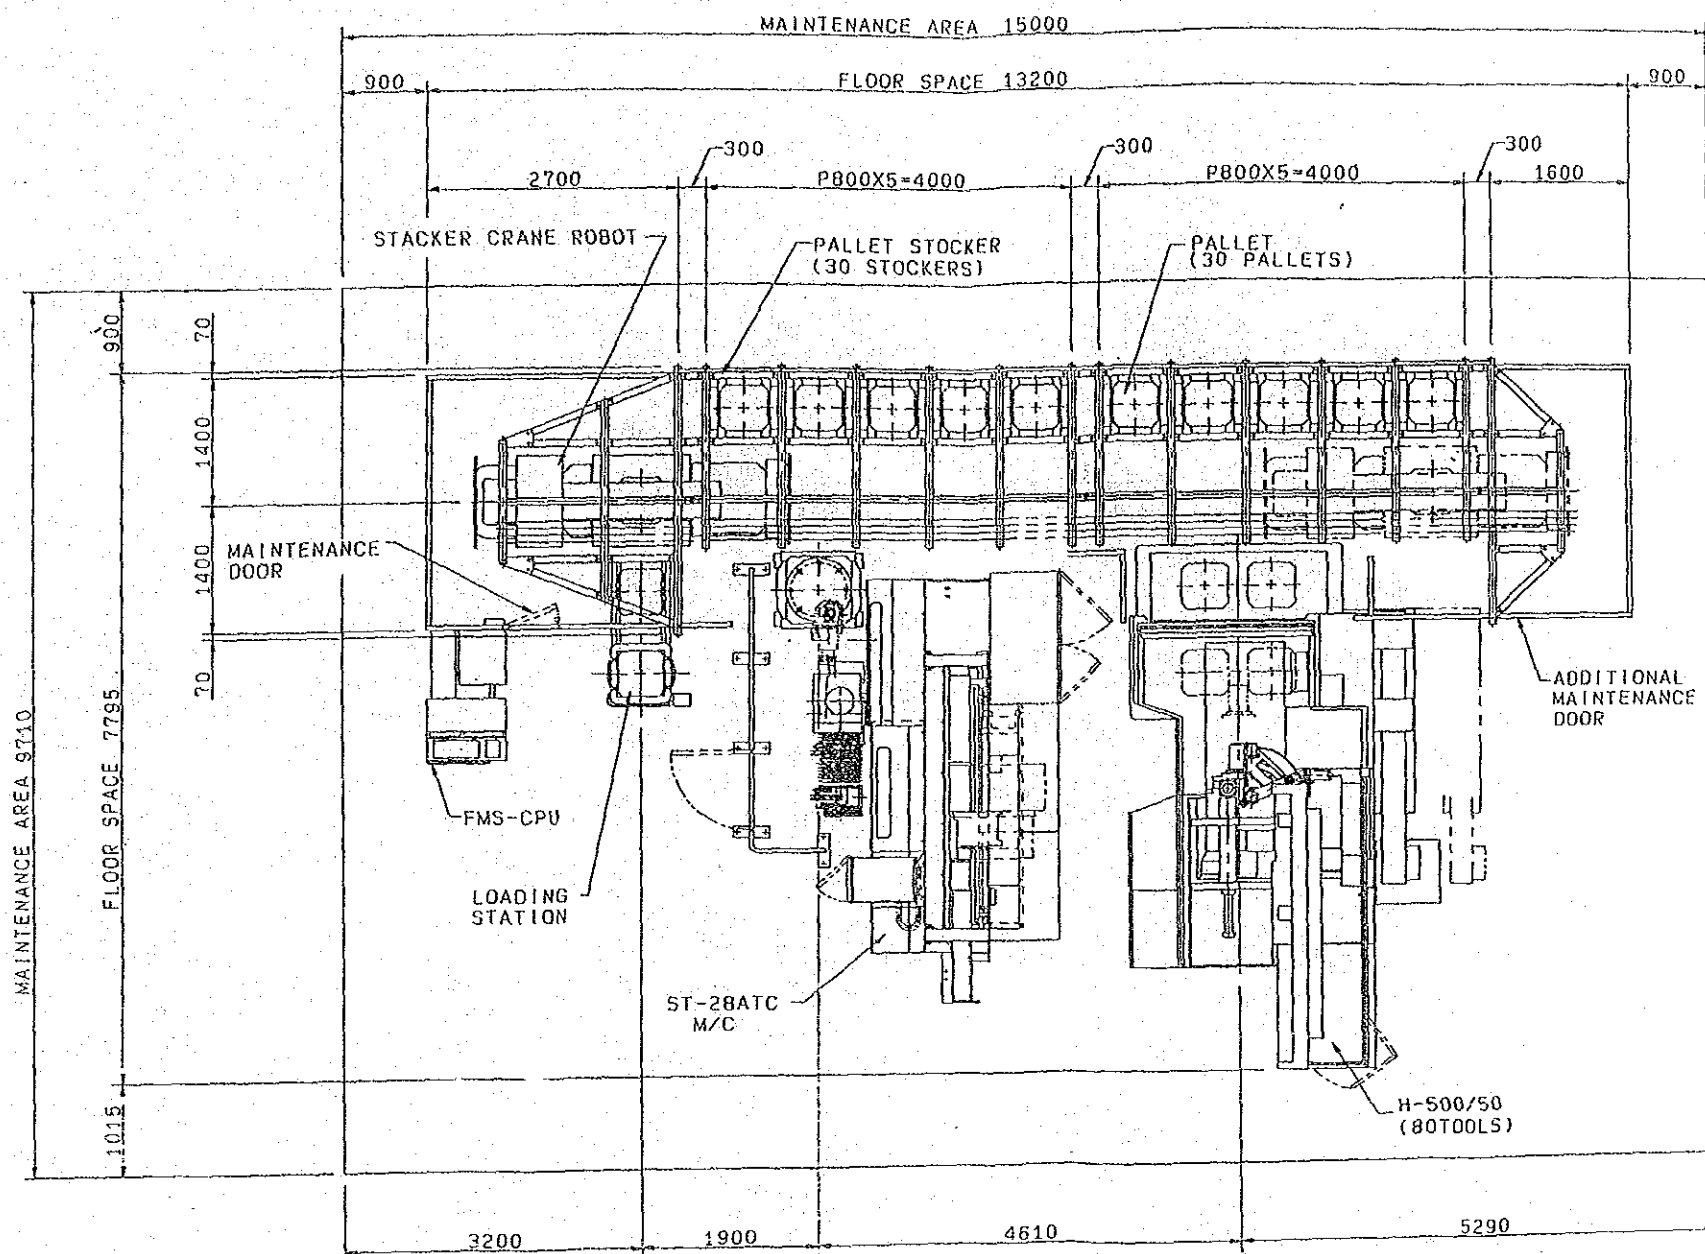 MAINTENANCE AREA 15000
900
FLOOR SPACE 13200
900
300
300
300
2700
P800X5=4000
P800X5=4000
1600
STACKER CRANE ROBOT
PALLET STOCKER
(30 STOCKERS)
PALLET
(30 PALLETS)
900
70
1400
1400
70
MAINTENANCE
DOOR
MAINTENANCE AREA 9710
FLOOR SPACE 7795
ADDITIONAL
MAINTENANCE
DOOR
FMS-CPU
LOADING
STATION
ST-28ATC
M/C
1015
H-500/50
(80TOOLS)
3200
1900
4610
5290